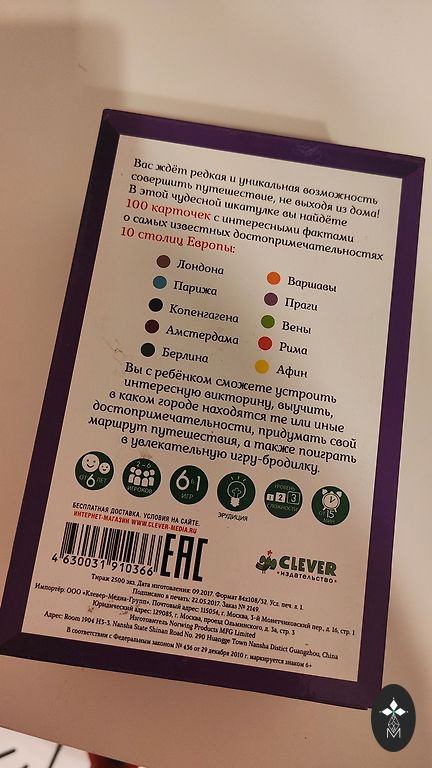 Вас ждёт редкая и уникальная возможность
совершить путешествие, не выходя из дома!
В этой чудесной шкатулке вы найдёте
100 карточек с интересными фактами
о самых известных достопримечательностях
10 столиц Европы:
Лондона
Парижа
Копенгагена
Амстердама
Берлина
Варшавы
Праги
Вены
Рима
Афин
Вы с ребёнком сможете устроить
интересную викторину, выучить,
в каком городе находятся те или иные
достопримечательности, придумать свой
маршрут путешествия, а также поиграть
в увлекательную игру-бродилку.
ОТ 6 ЛЕТ
2-6 ИГРОКОВ
6 В 1 ИГР
ЭРУДИЦИЯ
УРОВЕНЬ 1 2 3 СЛОЖНОСТИ
ОТ 15 МИН.
БЕСПЛАТНАЯ ДОСТАВКА. УСЛОВИЯ НА САЙТЕ.
ИНТЕРНЕТ-МАГАЗИН WWW.CLEVER-MEDIA.RU
4 630031 910366
EAC
CLEVER
ИЗДАТЕЛЬСТВО
Тираж 2500 экз. Дата изготовления: 09.2017. Формат 84х108/32. Усл. печ. л. 1.
Подписано в печать: 22.05.2017. Заказ № 2149.
Импортёр: ООО «Клевер-Медиа-Групп». Почтовый адрес: 115054, г. Москва, 3-й Монетчиковский пер., д. 16, стр. 1
Юридический адрес: 129085, г. Москва, проезд Ольминского, д. 3а, стр. 3
Изготовитель Norwing Products MFG Limited
Адрес: Room 1904 H3-3. Nansha State Shinan Road No. 290 Huangge Town Nansha Distict Guangzhou, China
В соответствии с Федеральным законом № 436 от 29 декабря 2010 г. маркируется знаком 6+